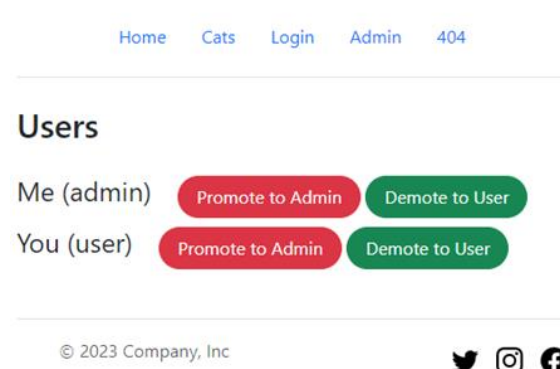 Home Cats Login Admin 404
Users
Me (admin) Promote to Admin Demote to User
You (user) Promote to Admin Demote to User
© 2023 Company, Inc